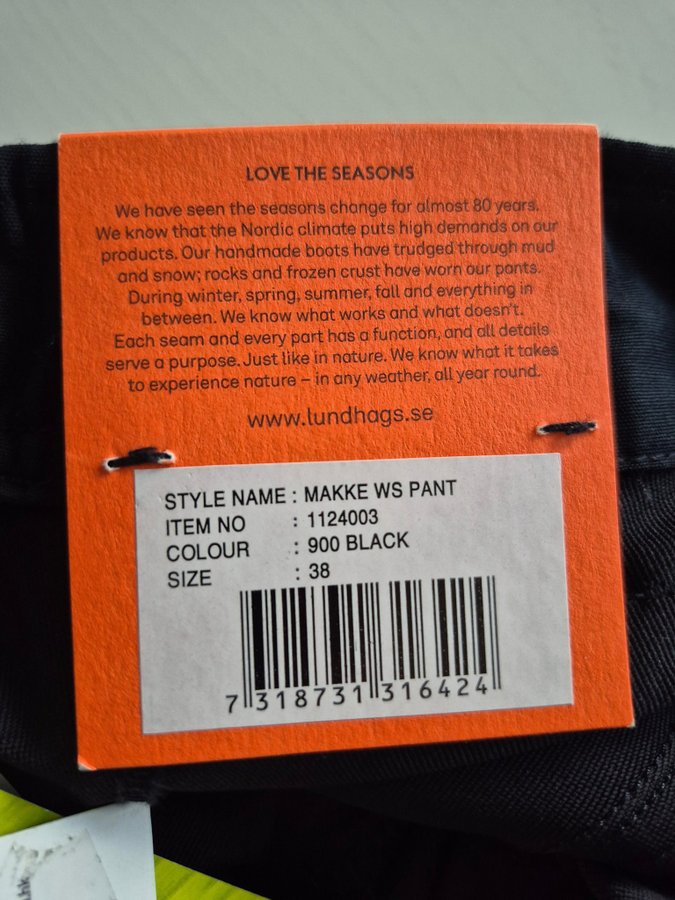 LOVE THE SEASONS
We have seen the seasons change for almost 80 years.
We know that the Nordic climate puts high demands on our
products. Our handmade boots have trudged through mud
and snow; rocks and frozen crust have worn our pants.
During winter, spring, summer, fall and everything in
between. We know what works and what doesn't.
Each seam and every part has a function, and all details
serve a purpose. Just like in nature. We know what it takes
to experience nature – in any weather, all year round.
www.lundhags.se
STYLE NAME : MAKKE WS PANT
ITEM NO : 1124003
COLOUR : 900 BLACK
SIZE : 38
7 318731 316424